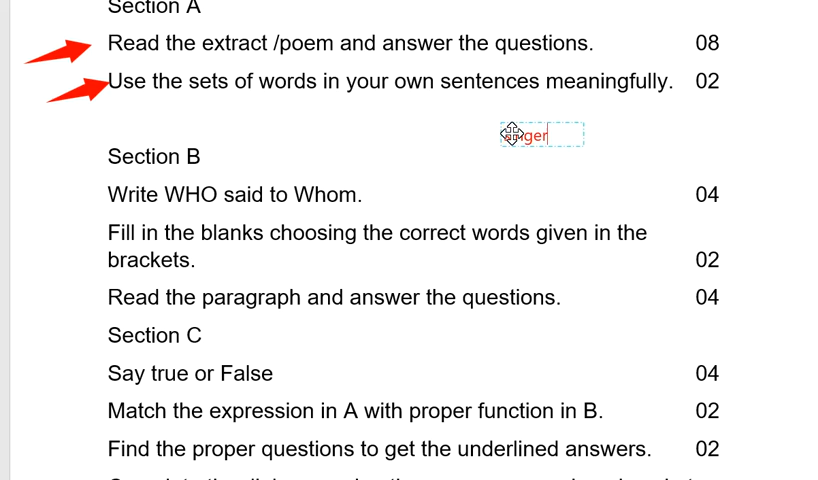 Section A
Read the extract /poem and answer the questions. 08
Use the sets of words in your own sentences meaningfully. 02
Section B
Write WHO said to Whom. 04
Fill in the blanks choosing the correct words given in the
brackets. 02
Read the paragraph and answer the questions. 04
Section C
Say true or False 04
Match the expression in A with proper function in B. 02
Find the proper questions to get the underlined answers. 02